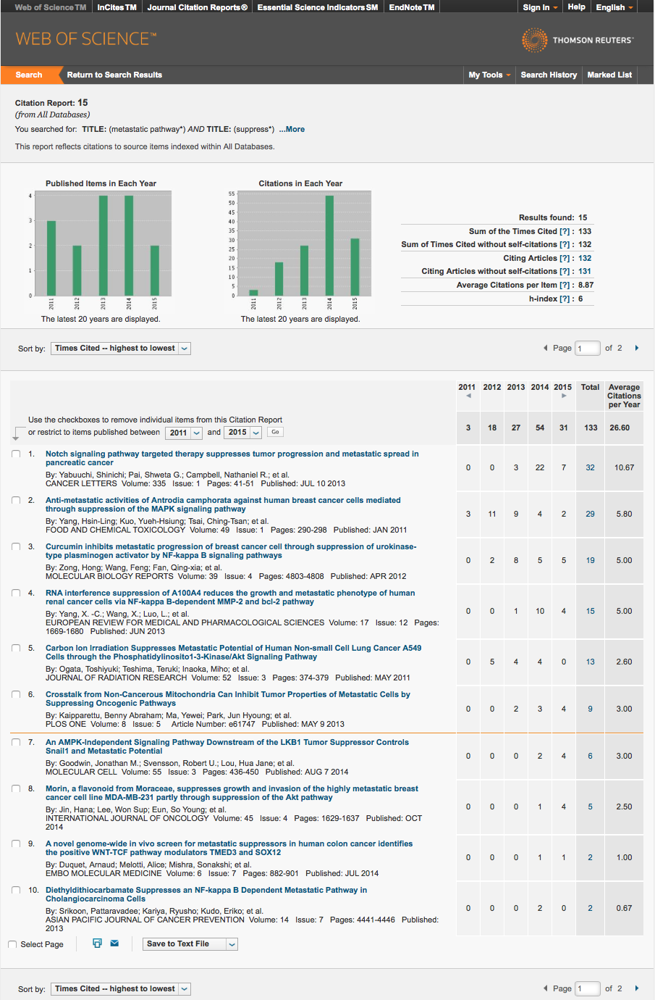 Web of Science™ InCites™ Journal Citation Reports® Essential Science Indicators SM EndNote™ Sign In Help English
WEB OF SCIENCE™ THOMSON REUTERS™
Search Return to Search Results My Tools Search History Marked List
Citation Report: 15
(from All Databases)
You searched for: TITLE: (metastatic pathway*) AND TITLE: (suppress*) ...More
This report reflects citations to source items indexed within All Databases.
Published Items in Each Year
4
3
2
1
0
2011 2012 2013 2014 2015
The latest 20 years are displayed.
Citations in Each Year
55
50
45
40
35
30
25
20
15
10
5
0
2011 2012 2013 2014 2015
The latest 20 years are displayed.
Results found: 15
Sum of the Times Cited [?] : 133
Sum of Times Cited without self-citations [?] : 132
Citing Articles [?] : 132
Citing Articles without self-citations [?] : 131
Average Citations per Item [?] : 8.87
h-index [?] : 6
Sort by: Times Cited -- highest to lowest Page 1 of 2
2011 2012 2013 2014 2015 Total Average
Citations
per Year
Use the checkboxes to remove individual items from this Citation Report
or restrict to items published between 2011 and 2015 Go
3 18 27 54 31 133 26.60
1. Notch signaling pathway targeted therapy suppresses tumor progression and metastatic spread in
pancreatic cancer
By: Yabuuchi, Shinichi; Pai, Shweta G.; Campbell, Nathaniel R.; et al.
CANCER LETTERS Volume: 335 Issue: 1 Pages: 41-51 Published: JUL 10 2013
0 0 3 22 7 32 10.67
2. Anti-metastatic activities of Antrodia camphorata against human breast cancer cells mediated
through suppression of the MAPK signaling pathway
By: Yang, Hsin-Ling; Kuo, Yueh-Hsiung; Tsai, Ching-Tsan; et al.
FOOD AND CHEMICAL TOXICOLOGY Volume: 49 Issue: 1 Pages: 290-298 Published: JAN 2011
3 11 9 4 2 29 5.80
3. Curcumin inhibits metastatic progression of breast cancer cell through suppression of urokinase-
type plasminogen activator by NF-kappa B signaling pathways
By: Zong, Hong; Wang, Feng; Fan, Qing-xia; et al.
MOLECULAR BIOLOGY REPORTS Volume: 39 Issue: 4 Pages: 4803-4808 Published: APR 2012
0 2 8 5 5 19 5.00
4. RNA interference suppression of A100A4 reduces the growth and metastatic phenotype of human
renal cancer cells via NF-kappa B-dependent MMP-2 and bcl-2 pathway
By: Yang, X. -C.; Wang, X.; Luo, L.; et al.
EUROPEAN REVIEW FOR MEDICAL AND PHARMACOLOGICAL SCIENCES Volume: 17 Issue: 12 Pages:
1669-1680 Published: JUN 2013
0 0 1 10 4 15 5.00
5. Carbon Ion Irradiation Suppresses Metastatic Potential of Human Non-small Cell Lung Cancer A549
Cells through the Phosphatidylinosito1-3-Kinase/Akt Signaling Pathway
By: Ogata, Toshiyuki; Teshima, Teruki; Inaoka, Miho; et al.
JOURNAL OF RADIATION RESEARCH Volume: 52 Issue: 3 Pages: 374-379 Published: MAY 2011
0 5 4 4 0 13 2.60
6. Crosstalk from Non-Cancerous Mitochondria Can Inhibit Tumor Properties of Metastatic Cells by
Suppressing Oncogenic Pathways
By: Kaipparettu, Benny Abraham; Ma, Yewei; Park, Jun Hyoung; et al.
PLOS ONE Volume: 8 Issue: 5 Article Number: e61747 Published: MAY 9 2013
0 0 2 3 4 9 3.00
7. An AMPK-Independent Signaling Pathway Downstream of the LKB1 Tumor Suppressor Controls
Snail1 and Metastatic Potential
By: Goodwin, Jonathan M.; Svensson, Robert U.; Lou, Hua Jane; et al.
MOLECULAR CELL Volume: 55 Issue: 3 Pages: 436-450 Published: AUG 7 2014
0 0 0 2 4 6 3.00
8. Morin, a flavonoid from Moraceae, suppresses growth and invasion of the highly metastatic breast
cancer cell line MDA-MB-231 partly through suppression of the Akt pathway
By: Jin, Hana; Lee, Won Sup; Eun, So Young; et al.
INTERNATIONAL JOURNAL OF ONCOLOGY Volume: 45 Issue: 4 Pages: 1629-1637 Published: OCT
2014
0 0 0 1 4 5 2.50
9. A novel genome-wide in vivo screen for metastatic suppressors in human colon cancer identifies
the positive WNT-TCF pathway modulators TMED3 and SOX12
By: Duquet, Arnaud; Melotti, Alice; Mishra, Sonakshi; et al.
EMBO MOLECULAR MEDICINE Volume: 6 Issue: 7 Pages: 882-901 Published: JUL 2014
0 0 0 1 1 2 1.00
10. Diethyldithiocarbamate Suppresses an NF-kappa B Dependent Metastatic Pathway in
Cholangiocarcinoma Cells
By: Srikoon, Pattaravadee; Kariya, Ryusho; Kudo, Eriko; et al.
ASIAN PACIFIC JOURNAL OF CANCER PREVENTION Volume: 14 Issue: 7 Pages: 4441-4446 Published:
2013
0 0 0 2 0 2 0.67
Select Page Save to Text File
Sort by: Times Cited -- highest to lowest Page 1 of 2